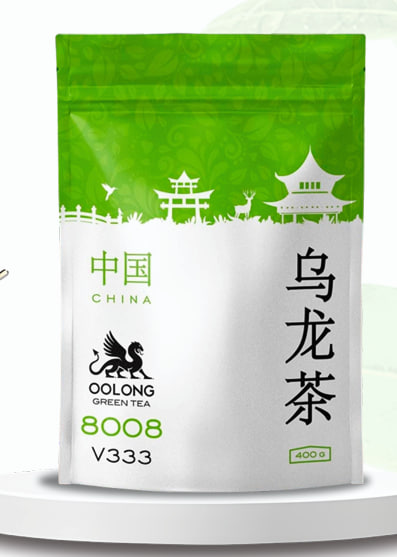 中国
CHINA
OOLONG
GREEN TEA
8008
V333
乌龙茶
400 G